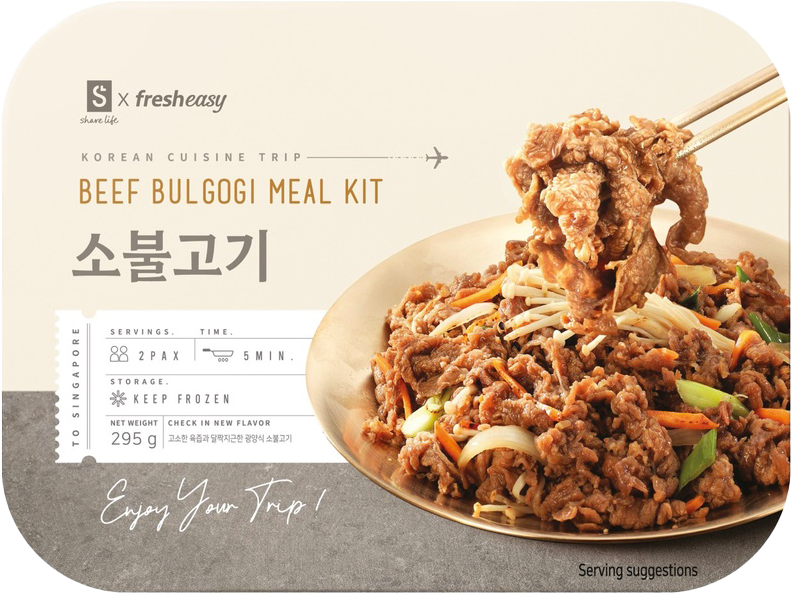 S X fresheasy
share life
KOREAN CUISINE TRIP
BEEF BULGOGI MEAL KIT
소불고기
TO SINGAPORE
SERVINGS. TIME.
2PAX 5MIN.
STORAGE.
KEEP FROZEN
NET WEIGHT CHECK IN NEW FLAVOR
295 g 고소한 육즙과 달짝지근한 광양식 소불고기
Enjoy Your Trip!
Serving suggestions